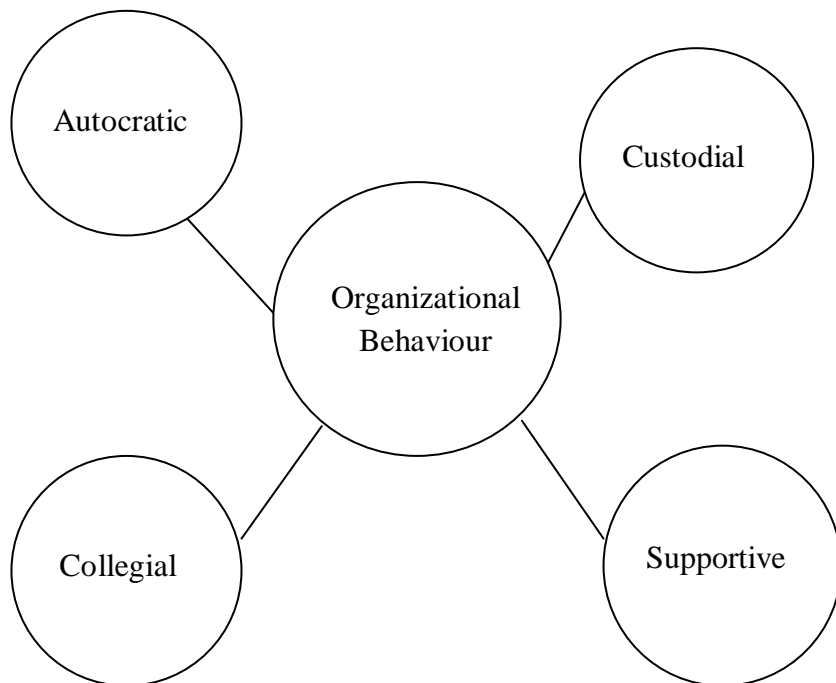 Autocratic
Custodial
Organizational
Behaviour
Collegial
Supportive